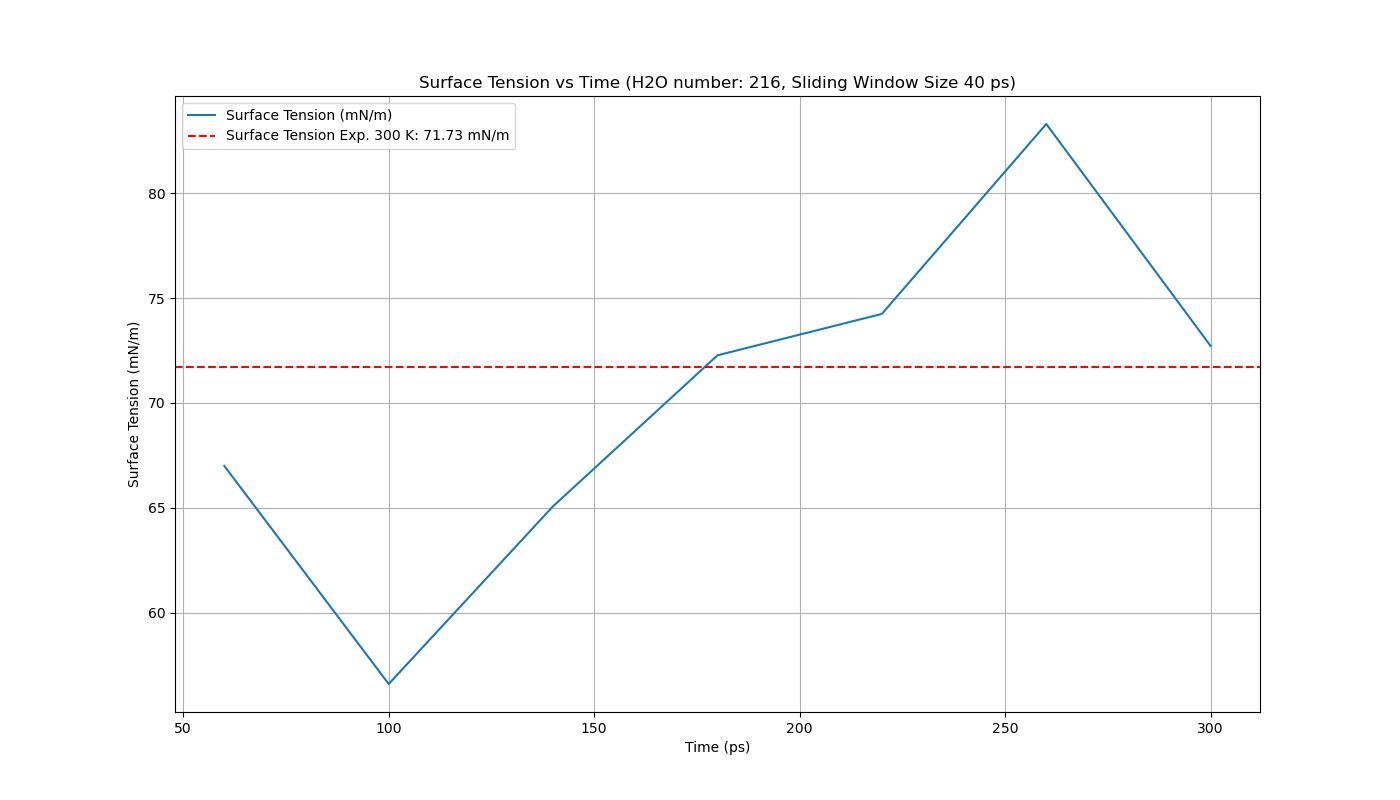 Surface Tension vs Time (H2O number: 216, Sliding Window Size 40 ps)
Surface Tension (mN/m)
Surface Tension Exp. 300 K: 71.73 mN/m
80
75
70
65
60
Surface Tension (mN/m)
50 100 150 200 250 300
Time (ps)